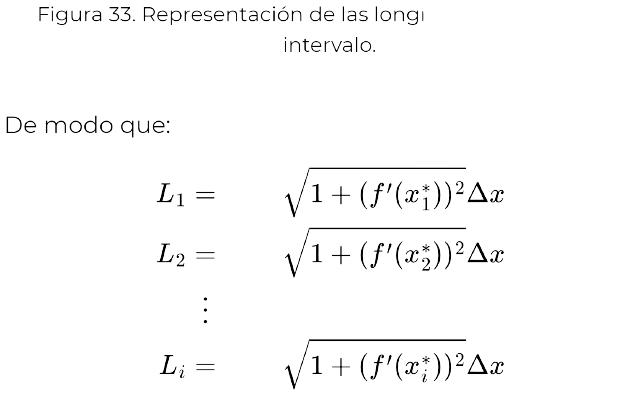 Figura 33. Representación de las
intervalo.
De modo que:
L₁ = √(1 + (f′(x₁*))²) Δx
L₂ = √(1 + (f′(x₂*))²) Δx
⋮
Lᵢ = √(1 + (f′(xᵢ*))²) Δx